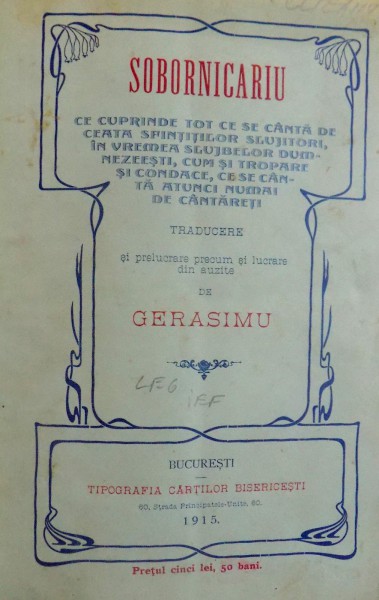 SOBORNICARIU
CE CUPRINDE TOT CE SE CÂNTĂ DE
CEATA SFINȚIȚILOR SLUJITORI,
ÎN VREMEA SLUJBELOR DUM-
NEZEEȘTI, CUM ȘI TROPARE
ȘI CONDACE, CE SE CÂN-
TĂ ATUNCI NUMAI
DE CÂNTĂREȚI
TRADUCERE
și prelucrare precum și lucrare
din auzite
DE
GERASIMU
LF6
EF
BUCUREȘTI
TIPOGRAFIA CĂRȚILOR BISERICEȘTI
60, Strada Principatele-Unite, 60.
1915.
Prețul cinci lei, 50 bani.